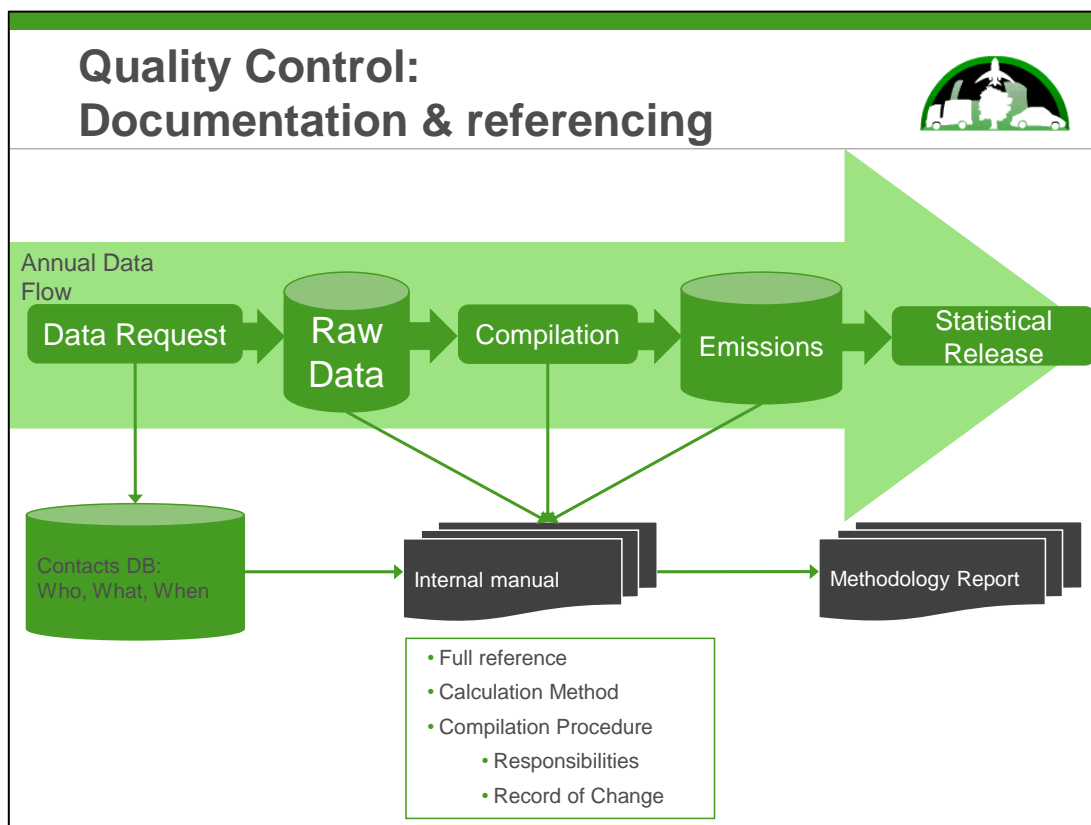 Quality Control:
Documentation & referencing
Annual Data
Flow
Data Request
Raw
Data
Compilation
Emissions
Statistical
Release
Contacts DB:
Who, What, When
Internal manual
Methodology Report
• Full reference
• Calculation Method
• Compilation Procedure
• Responsibilities
• Record of Change